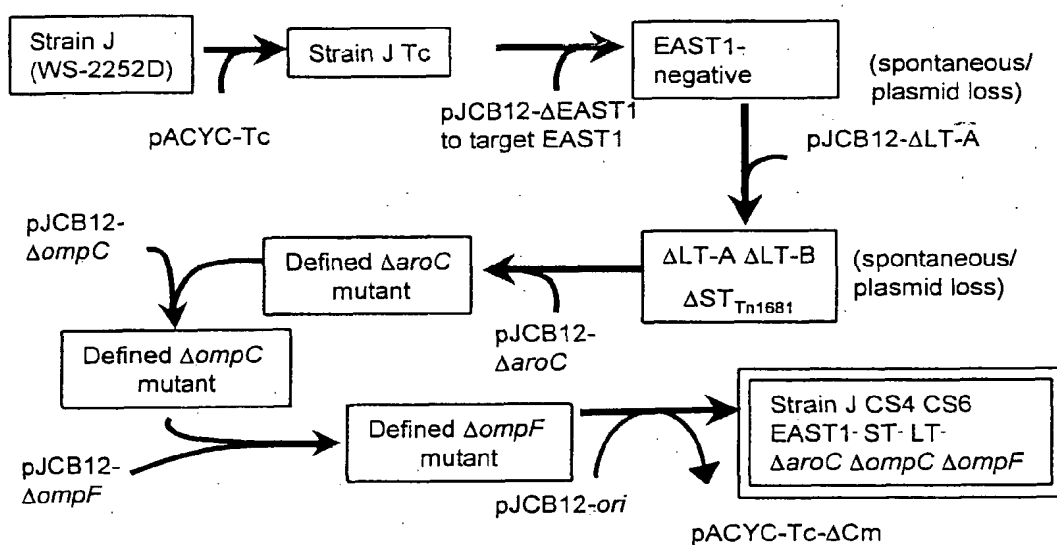 Strain J
(WS-2252D)
Strain J Tc
EAST1-
negative
(spontaneous/
plasmid loss)
pACYC-Tc
pJCB12-ΔEAST1
to target EAST1
pJCB12-ΔLT-A
pJCB12-
ΔompC
Defined ΔaroC
mutant
ΔLT-A ΔLT-B
ΔSTTn1681
(spontaneous/
plasmid loss)
Defined ΔompC
mutant
pJCB12-
ΔaroC
pJCB12-
ΔompF
Defined ΔompF
mutant
Strain J CS4 CS6
EAST1- ST- LT-
ΔaroC ΔompC ΔompF
pJCB12-ori
pACYC-Tc-ΔCm